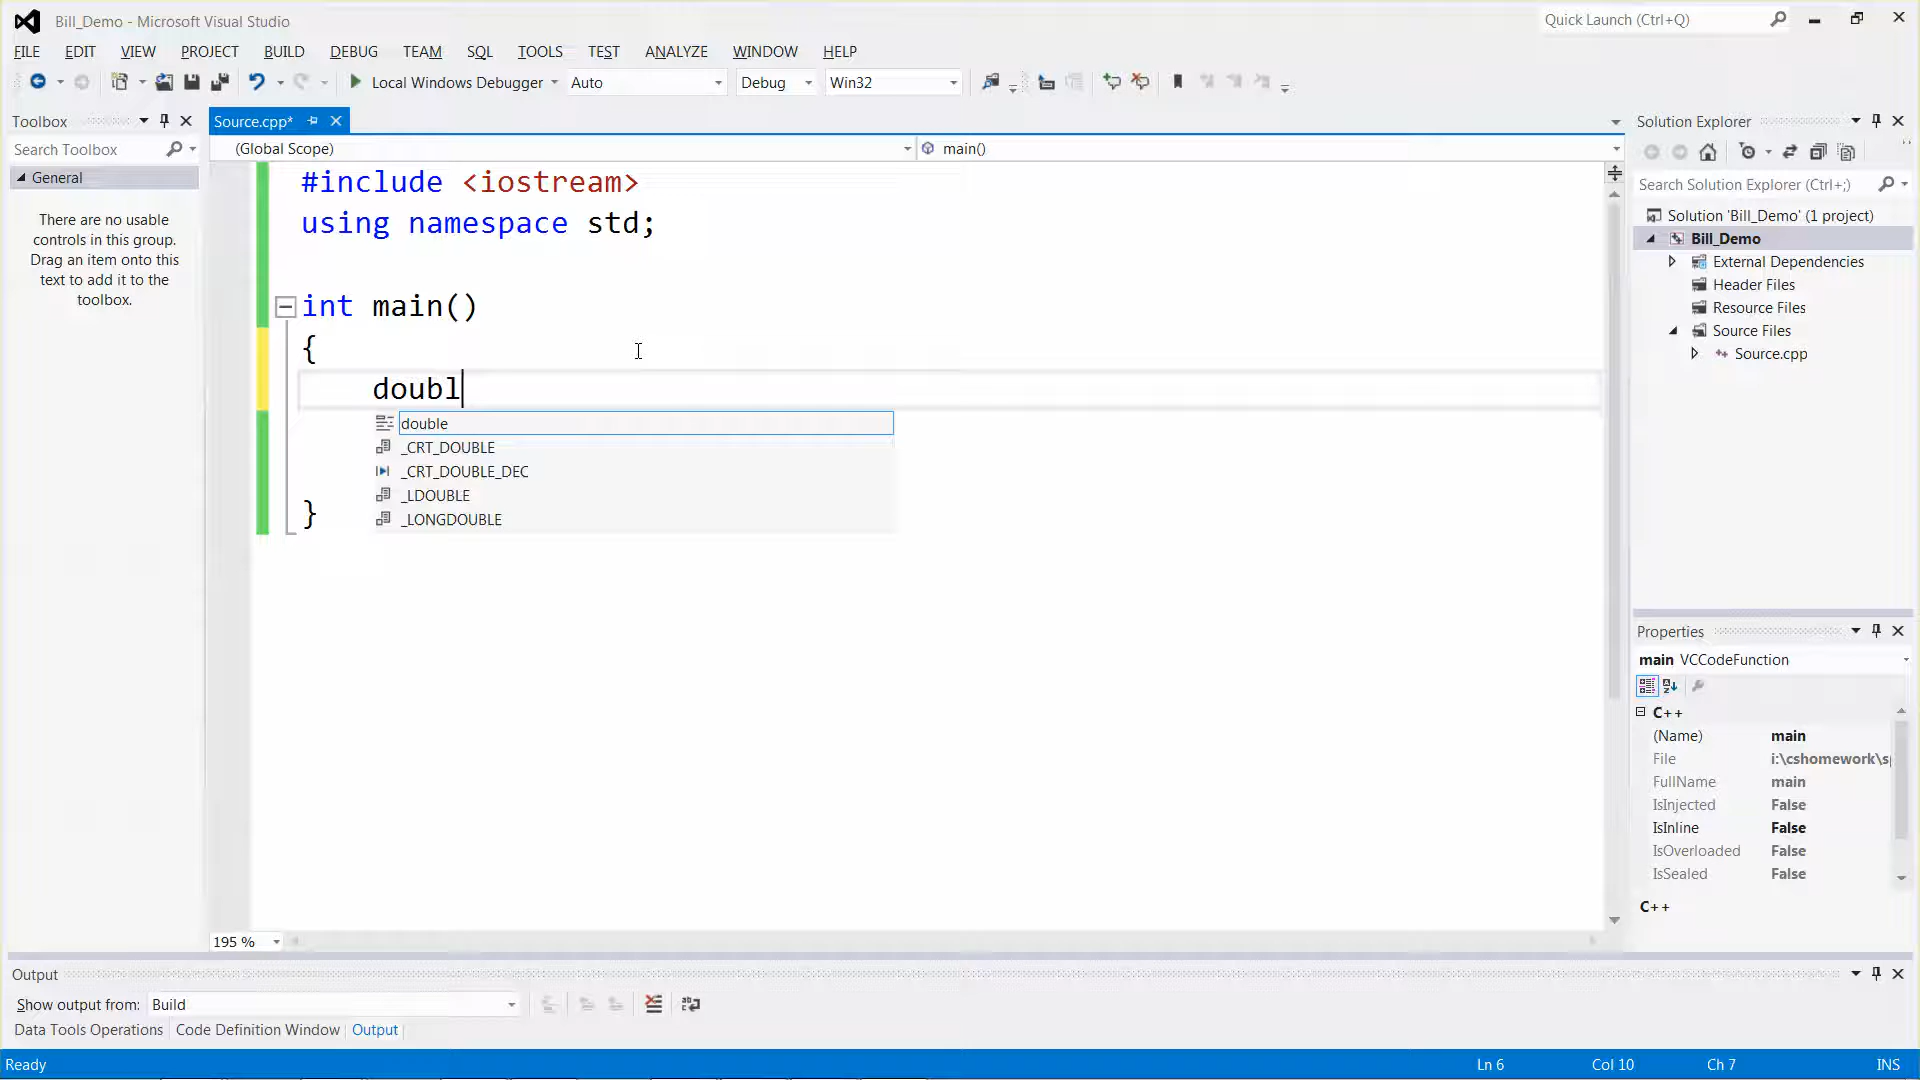 Bill_Demo - Microsoft Visual Studio
Quick Launch (Ctrl+Q)
FILE EDIT VIEW PROJECT BUILD DEBUG TEAM SQL TOOLS TEST ANALYZE WINDOW HELP
Local Windows Debugger Auto Debug Win32
Toolbox
Search Toolbox
General
There are no usable
controls in this group.
Drag an item onto this
text to add it to the
toolbox.
Source.cpp*
(Global Scope) main()
#include <iostream>
using namespace std;
int main()
{
doubl
double
_CRT_DOUBLE
_CRT_DOUBLE_DEC
_LDOUBLE
_LONGDOUBLE
}
195 %
Solution Explorer
Search Solution Explorer (Ctrl+;)
Solution 'Bill_Demo' (1 project)
Bill_Demo
External Dependencies
Header Files
Resource Files
Source Files
Source.cpp
Properties
main VCCodeFunction
C++
(Name) main
File i:\cshomework\s
FullName main
IsInjected False
IsInline False
IsOverloaded False
IsSealed False
C++
Output
Show output from: Build
Data Tools Operations Code Definition Window Output
Ready Ln 6 Col 10 Ch 7 INS